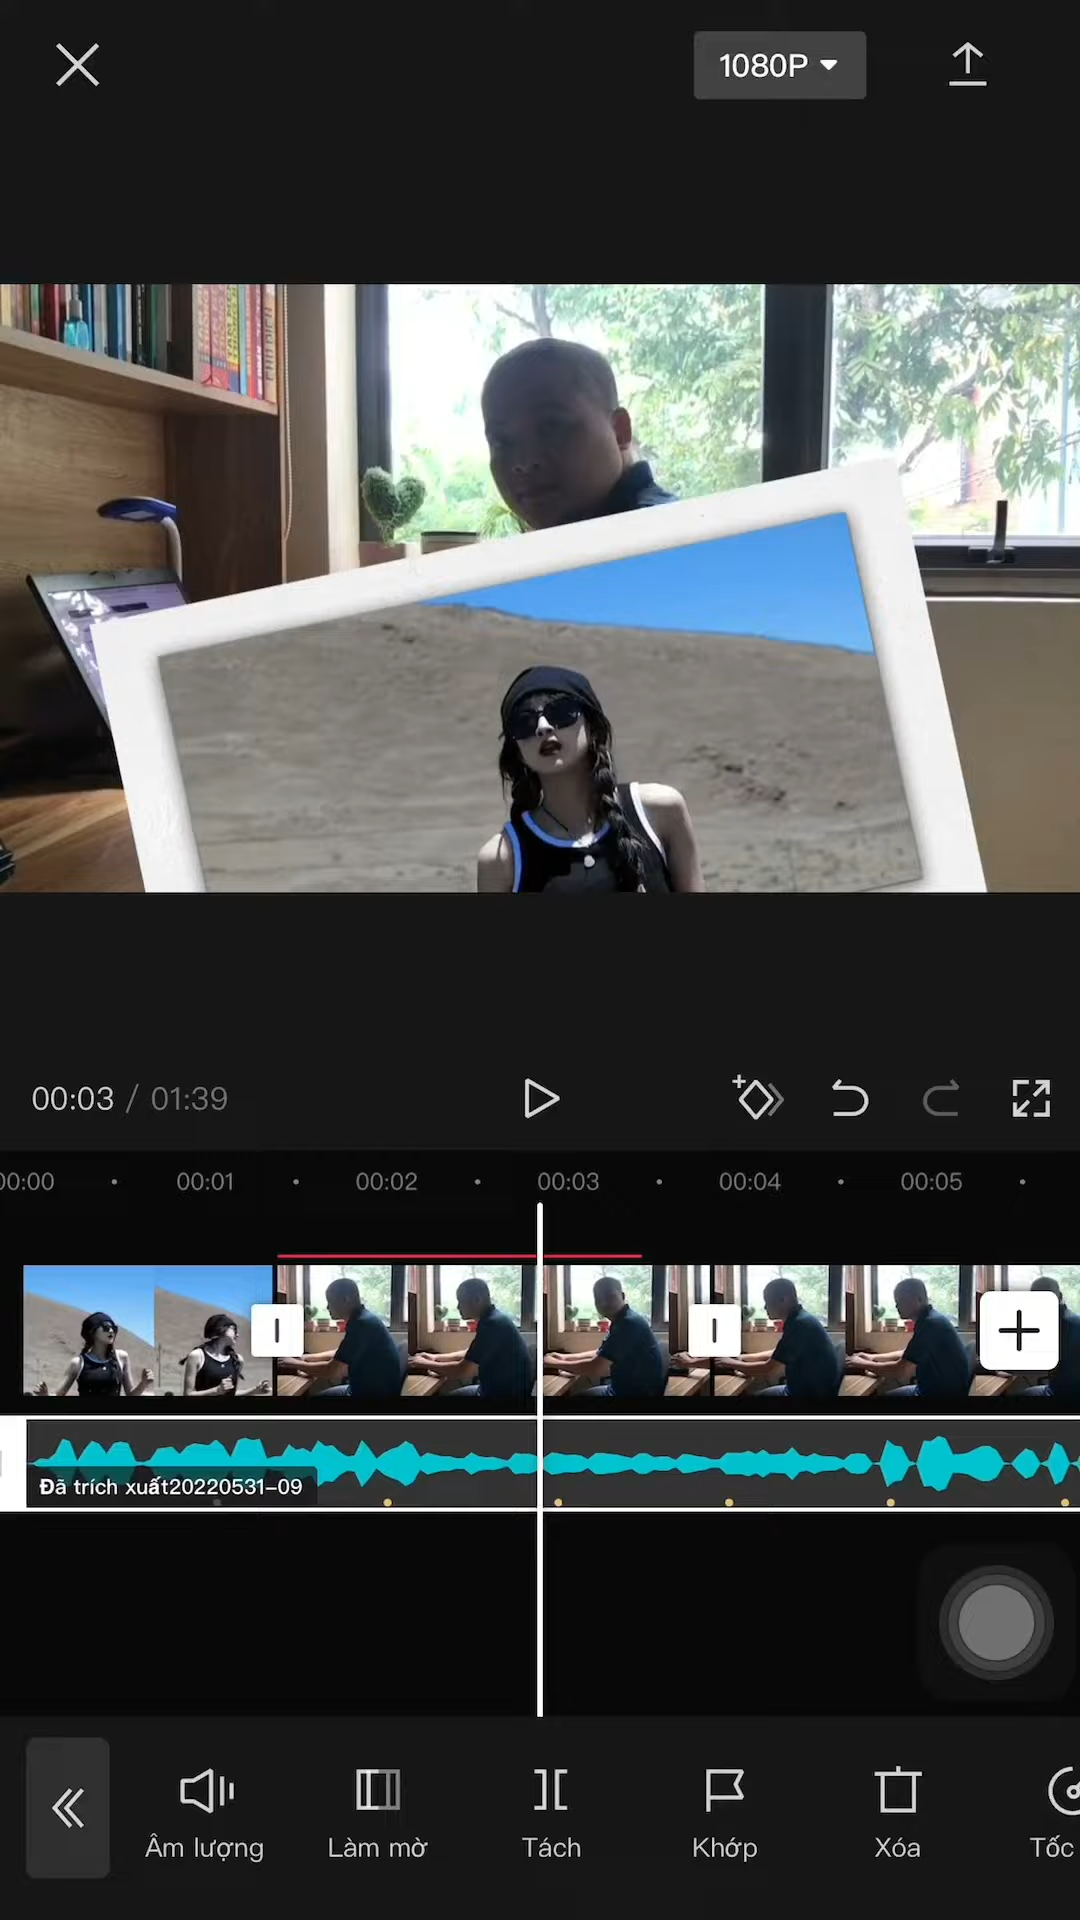 1080P
00:03 / 01:39
00:00
00:01
00:02
00:03
00:04
00:05
Đã trích xuất20220531-09
Âm lượng
Làm mờ
Tách
Khớp
Xóa
Tốc